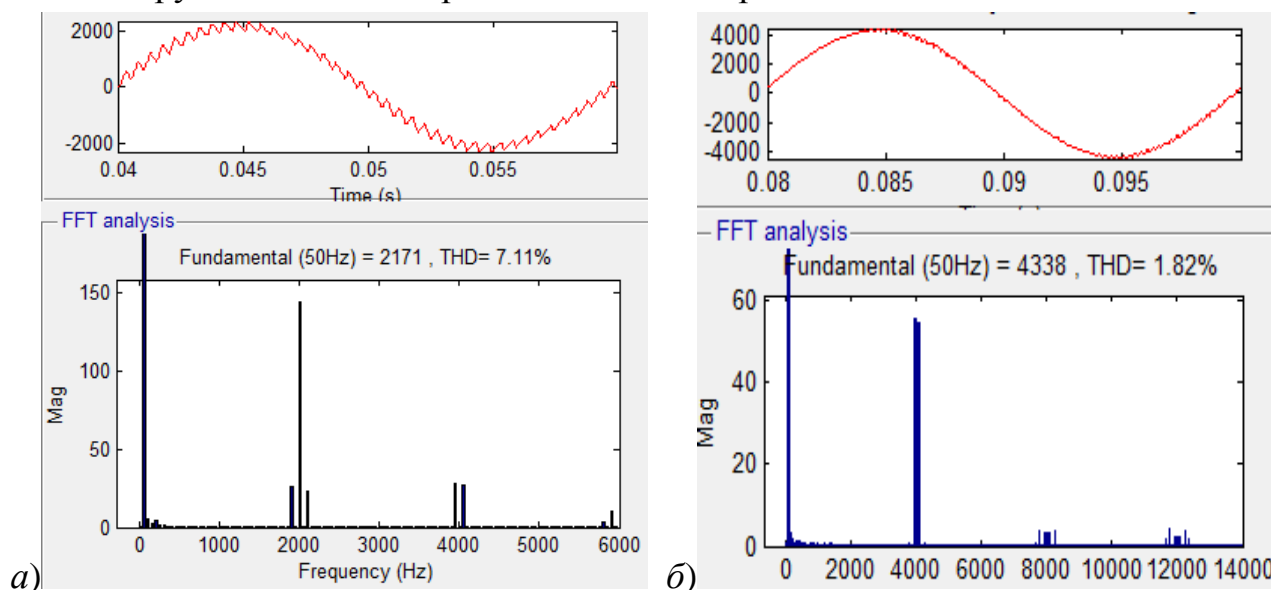 2000
0
-2000
0.04 0.045 0.05 0.055
Time (s)
FFT analysis
Fundamental (50Hz) = 2171 , THD= 7.11%
150
100
50
0
Mag
0 1000 2000 3000 4000 5000 6000
Frequency (Hz)
а)
4000
2000
0
-2000
-4000
0.08 0.085 0.09 0.095
FFT analysis
Fundamental (50Hz) = 4338 , THD= 1.82%
60
40
20
0
Mag
0 2000 4000 6000 8000 10000 12000 14000
б)